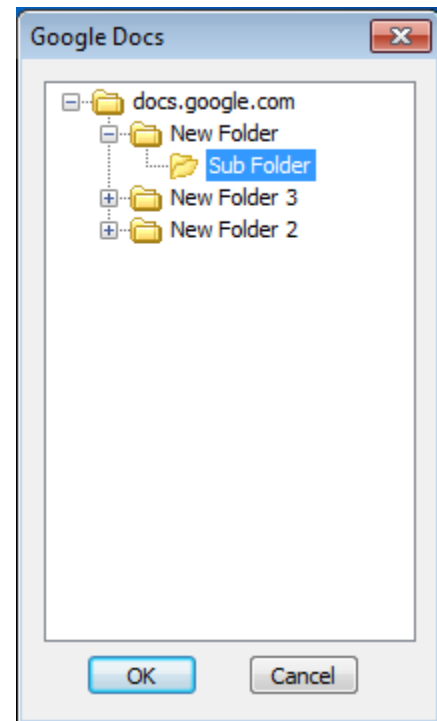 Google Docs
docs.google.com
New Folder
Sub Folder
New Folder 3
New Folder 2
OK
Cancel